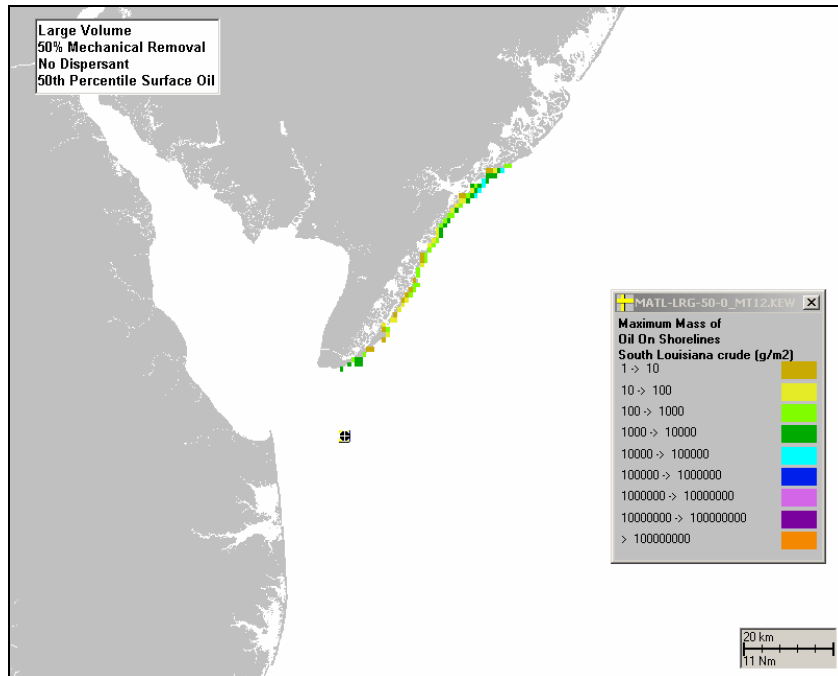 Large Volume
50% Mechanical Removal
No Dispersant
50th Percentile Surface Oil
MATL-LRG-50-0_MT12.KEW
Maximum Mass of
Oil On Shorelines
South Louisiana crude (g/m2)
1 -> 10
10 -> 100
100 -> 1000
1000 -> 10000
10000 -> 100000
100000 -> 1000000
1000000 -> 10000000
10000000 -> 100000000
> 100000000
20 km
11 Nm